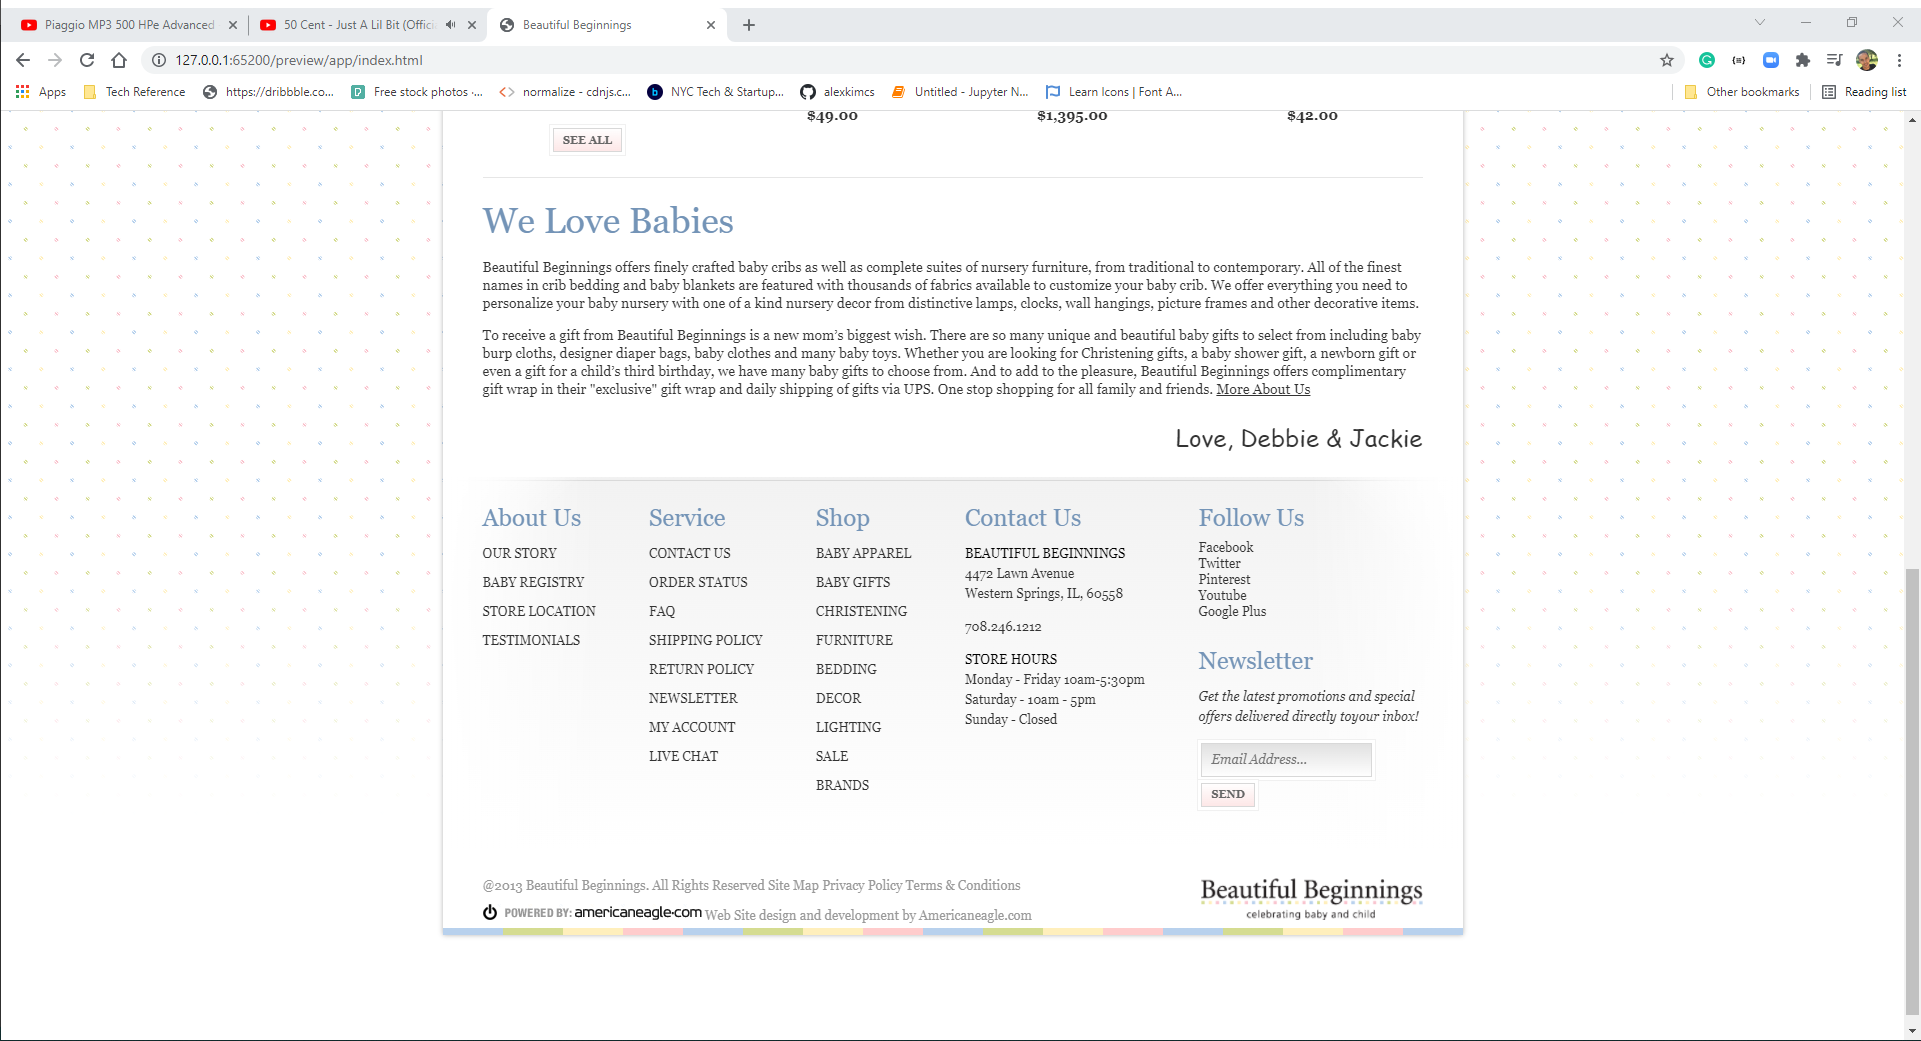 Piaggio MP3 500 HPe Advanced
50 Cent - Just A Lil Bit (Offici
Beautiful Beginnings
127.0.0.1:65200/preview/app/index.html
Apps
Tech Reference
https://dribbble.co...
Free stock photos ·...
normalize - cdnjs.c...
NYC Tech & Startup...
alexkimcs
Untitled - Jupyter N...
Learn Icons | Font A...
Other bookmarks
Reading list
$49.00
$1,395.00
$42.00
SEE ALL
We Love Babies
Beautiful Beginnings offers finely crafted baby cribs as well as complete suites of nursery furniture, from traditional to contemporary. All of the finest
names in crib bedding and baby blankets are featured with thousands of fabrics available to customize your baby crib. We offer everything you need to
personalize your baby nursery with one of a kind nursery decor from distinctive lamps, clocks, wall hangings, picture frames and other decorative items.
To receive a gift from Beautiful Beginnings is a new mom's biggest wish. There are so many unique and beautiful baby gifts to select from including baby
burp cloths, designer diaper bags, baby clothes and many baby toys. Whether you are looking for Christening gifts, a baby shower gift, a newborn gift or
even a gift for a child's third birthday, we have many baby gifts to choose from. And to add to the pleasure, Beautiful Beginnings offers complimentary
gift wrap in their "exclusive" gift wrap and daily shipping of gifts via UPS. One stop shopping for all family and friends. More About Us
Love, Debbie & Jackie
About Us
OUR STORY
BABY REGISTRY
STORE LOCATION
TESTIMONIALS
Service
CONTACT US
ORDER STATUS
FAQ
SHIPPING POLICY
RETURN POLICY
NEWSLETTER
MY ACCOUNT
LIVE CHAT
Shop
BABY APPAREL
BABY GIFTS
CHRISTENING
FURNITURE
BEDDING
DECOR
LIGHTING
SALE
BRANDS
Contact Us
BEAUTIFUL BEGINNINGS
4472 Lawn Avenue
Western Springs, IL, 60558
708.246.1212
STORE HOURS
Monday - Friday 10am-5:30pm
Saturday - 10am - 5pm
Sunday - Closed
Follow Us
Facebook
Twitter
Pinterest
Youtube
Google Plus
Newsletter
Get the latest promotions and special
offers delivered directly toyour inbox!
Email Address...
SEND
@2013 Beautiful Beginnings. All Rights Reserved Site Map Privacy Policy Terms & Conditions
POWERED BY: americaneagle.com Web Site design and development by Americaneagle.com
Beautiful Beginnings
celebrating baby and child